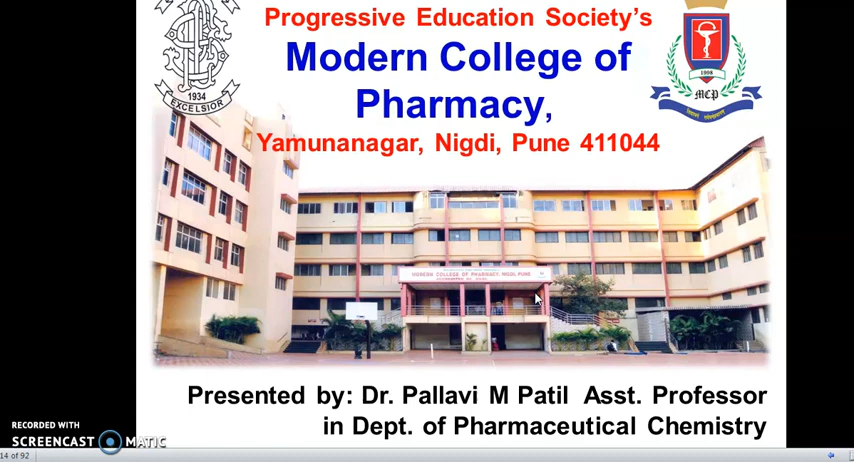 Progressive Education Society's
Modern College of
Pharmacy,
Yamunanagar, Nigdi, Pune 411044
1934
EXCELSIOR
1998
MCP
MODERN COLLEGE OF PHARMACY, NIGDI, PUNE
Presented by: Dr. Pallavi M Patil Asst. Professor
in Dept. of Pharmaceutical Chemistry
RECORDED WITH
SCREENCAST MATIC
14 of 92